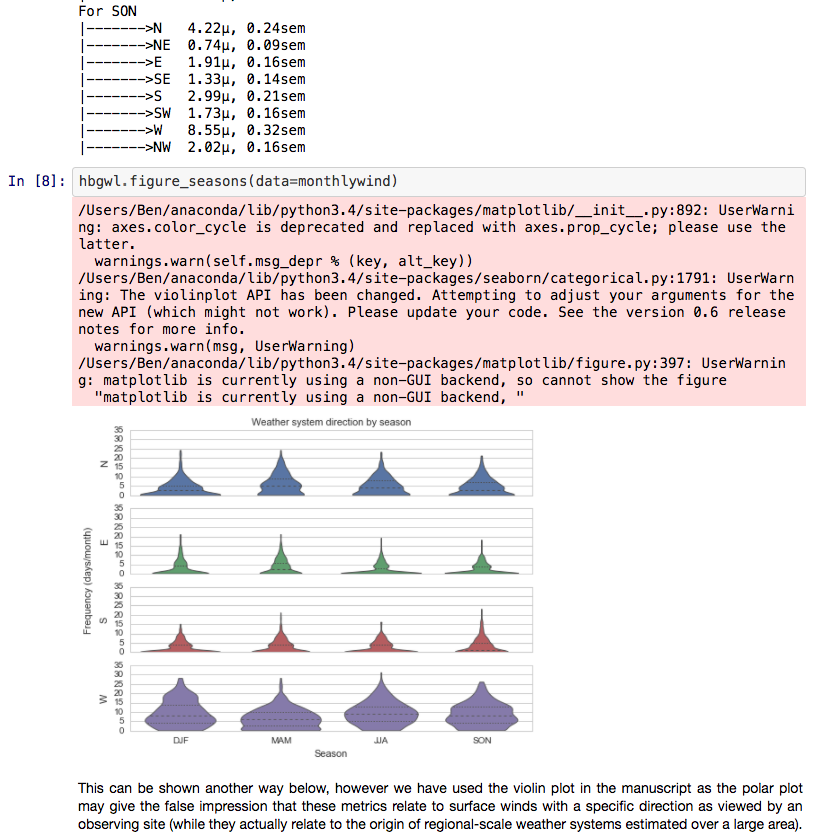 For SON
|------->N   4.22μ, 0.24sem
|------->NE  0.74μ, 0.09sem
|------->E   1.91μ, 0.16sem
|------->SE  1.33μ, 0.14sem
|------->S   2.99μ, 0.21sem
|------->SW  1.73μ, 0.16sem
|------->W   8.55μ, 0.32sem
|------->NW  2.02μ, 0.16sem
In [8]: hbgwl.figure_seasons(data=monthlywind)
/Users/Ben/anaconda/lib/python3.4/site-packages/matplotlib/__init__.py:892: UserWarni
ng: axes.color_cycle is deprecated and replaced with axes.prop_cycle; please use the
latter.
  warnings.warn(self.msg_depr % (key, alt_key))
/Users/Ben/anaconda/lib/python3.4/site-packages/seaborn/categorical.py:1791: UserWarn
ing: The violinplot API has been changed. Attempting to adjust your arguments for the
new API (which might not work). Please update your code. See the version 0.6 release
notes for more info.
  warnings.warn(msg, UserWarning)
/Users/Ben/anaconda/lib/python3.4/site-packages/matplotlib/figure.py:397: UserWarnin
g: matplotlib is currently using a non-GUI backend, so cannot show the figure
  "matplotlib is currently using a non-GUI backend, "
Weather system direction by season
Frequency (days/month)
N
35
30
25
20
15
10
5
0
E
35
30
25
20
15
10
5
0
S
35
30
25
20
15
10
5
0
W
35
30
25
20
15
10
5
0
DJF MAM JJA SON
Season
This can be shown another way below, however we have used the violin plot in the manuscript as the polar plot
may give the false impression that these metrics relate to surface winds with a specific direction as viewed by an
observing site (while they actually relate to the origin of regional-scale weather systems estimated over a large area).